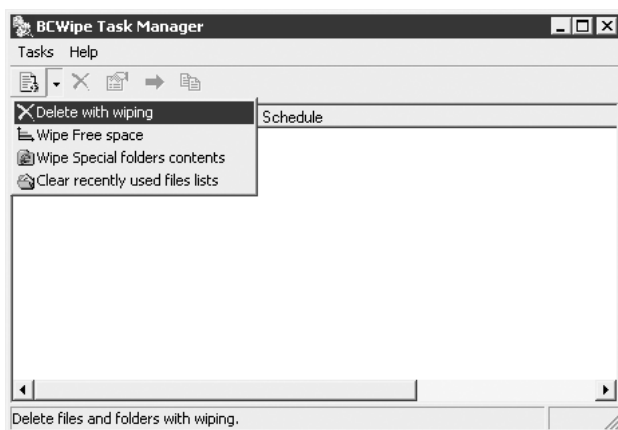 BCWipe Task Manager
Tasks Help
Delete with wiping
Schedule
Wipe Free space
Wipe Special folders contents
Clear recently used files lists
Delete files and folders with wiping.